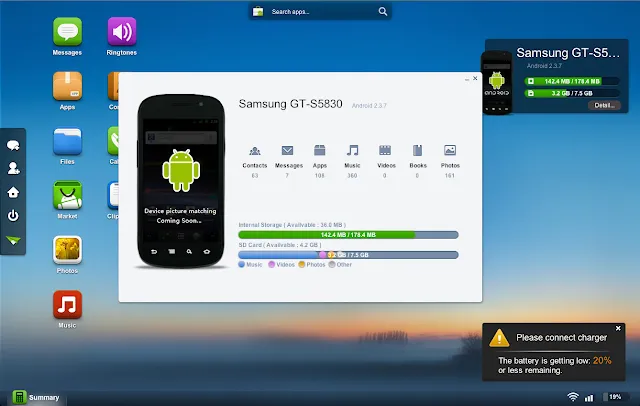 Search apps...
Messages
Ringtones
Apps
Files
Market
Photos
Music
Samsung GT-S5830 Android 2.3.7
Device picture matching
Coming Soon...
Contacts Messages Apps Music Videos Books Photos
63 7 108 360 0 0 161
Internal Storage ( Available : 36.0 MB )
142.4 MB / 178.4 MB
SD Card ( Available : 4.2 GB )
3.2 GB / 7.5 GB
Music Videos Photos Other
Samsung GT-S5...
Android 2.3.7
142.4 MB / 178.4 MB
3.2 GB / 7.5 GB
Detail...
Please connect charger
The battery is getting low: 20%
or less remaining.
Summary
19%